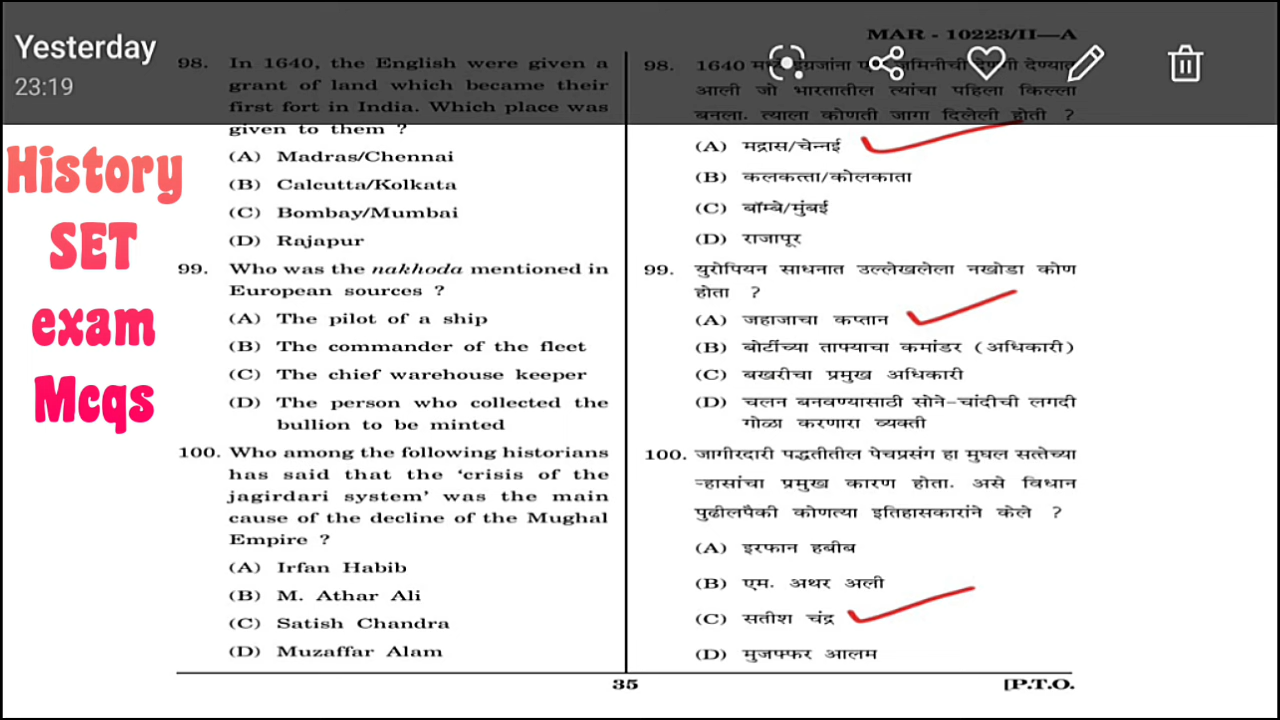 Yesterday
23:19
History
SET
exam
Mcqs
MAR - 10223/II—A
98. In 1640, the English were given a
grant of land which became their
first fort in India. Which place was
given to them ?
(A) Madras/Chennai
(B) Calcutta/Kolkata
(C) Bombay/Mumbai
(D) Rajapur
99. Who was the nakhoda mentioned in
European sources ?
(A) The pilot of a ship
(B) The commander of the fleet
(C) The chief warehouse keeper
(D) The person who collected the
bullion to be minted
100. Who among the following historians
has said that the ‘crisis of the
jagirdari system’ was the main
cause of the decline of the Mughal
Empire ?
(A) Irfan Habib
(B) M. Athar Ali
(C) Satish Chandra
(D) Muzaffar Alam
98. 1640 जमिनीची देणगी देण्यात
आली जो भारतातील त्यांचा पहिला किल्ला
बनला. त्याला कोणती जागा दिलेली होती ?
(A) मद्रास/चेन्नई
(B) कलकत्ता/कोलकाता
(C) बॉम्बे/मुंबई
(D) राजापूर
99. युरोपियन साधनात उल्लेखलेला नखोडा कोण
होता ?
(A) जहाजाचा कप्तान
(B) बोटींच्या ताफ्याचा कमांडर (अधिकारी)
(C) बखरीचा प्रमुख अधिकारी
(D) चलन बनवण्यासाठी सोने-चांदीची लगदी
गोळा करणारा व्यक्ती
100. जागीरदारी पद्धतीतील पेचप्रसंग हा मुघल सत्तेच्या
ऱ्हासांचा प्रमुख कारण होता. असे विधान
पुढीलपैकी कोणत्या इतिहासकारांने केले ?
(A) इरफान हबीब
(B) एम. अथर अली
(C) सतीश चंद्र
(D) मुजफ्फर आलम
35
[P.T.O.